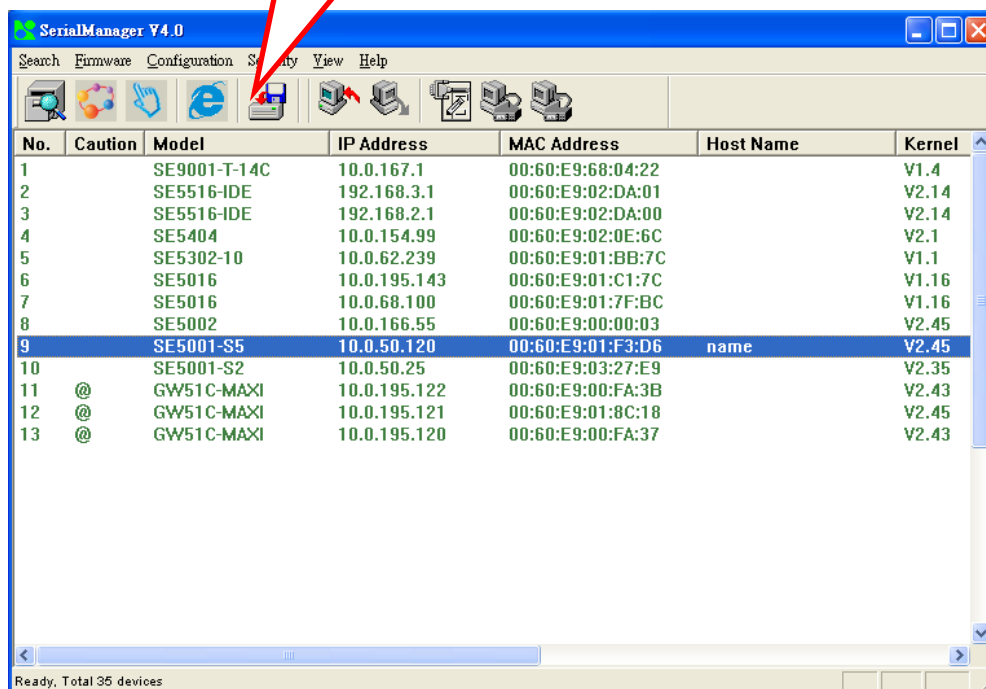 SerialManager V4.0
Search Firmware Configuration Security View Help
No. Caution Model IP Address MAC Address Host Name Kernel
1 SE9001-T-14C 10.0.167.1 00:60:E9:68:04:22 V1.4
2 SE5516-IDE 192.168.3.1 00:60:E9:02:DA:01 V2.14
3 SE5516-IDE 192.168.2.1 00:60:E9:02:DA:00 V2.14
4 SE5404 10.0.154.99 00:60:E9:02:0E:6C V2.1
5 SE5302-10 10.0.62.239 00:60:E9:01:BB:7C V1.1
6 SE5016 10.0.195.143 00:60:E9:01:C1:7C V1.16
7 SE5016 10.0.68.100 00:60:E9:01:7F:BC V1.16
8 SE5002 10.0.166.55 00:60:E9:00:00:03 V2.45
9 SE5001-S5 10.0.50.120 00:60:E9:01:F3:D6 name V2.45
10 SE5001-S2 10.0.50.25 00:60:E9:03:27:E9 V2.35
11 @ GW51C-MAXI 10.0.195.122 00:60:E9:00:FA:3B V2.43
12 @ GW51C-MAXI 10.0.195.121 00:60:E9:01:8C:18 V2.45
13 @ GW51C-MAXI 10.0.195.120 00:60:E9:00:FA:37 V2.43
Ready, Total 35 devices